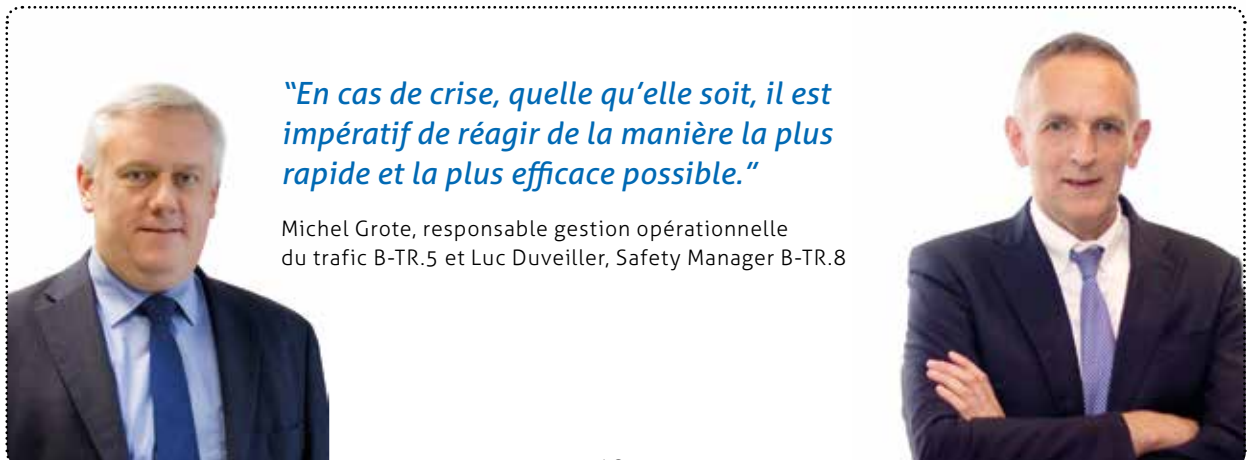 “En cas de crise, quelle qu’elle soit, il est
impératif de réagir de la manière la plus
rapide et la plus efficace possible.”
Michel Grote, responsable gestion opérationnelle
du trafic B-TR.5 et Luc Duveiller, Safety Manager B-TR.8